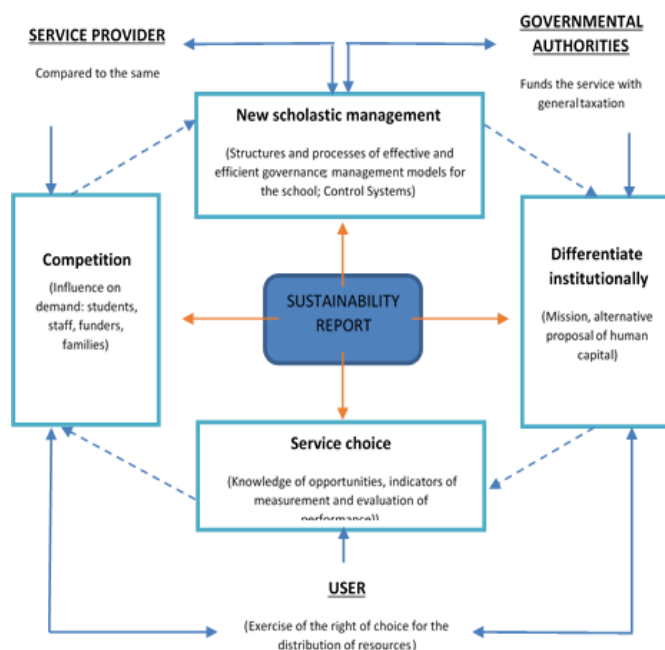 SERVICE PROVIDER
Compared to the same
GOVERNMENTAL
AUTHORITIES
Funds the service with
general taxation
New scholastic management
(Structures and processes of effective and
efficient governance; management models for
the school; Control Systems)
Competition
(Influence on
demand: students,
staff, funders,
families)
SUSTAINABILITY
REPORT
Differentiate
institutionally
(Mission, alternative
proposal of human
capital)
Service choice
(Knowledge of opportunities, indicators of
measurement and evaluation of
performance))
USER
(Exercise of the right of choice for the
distribution of resources)